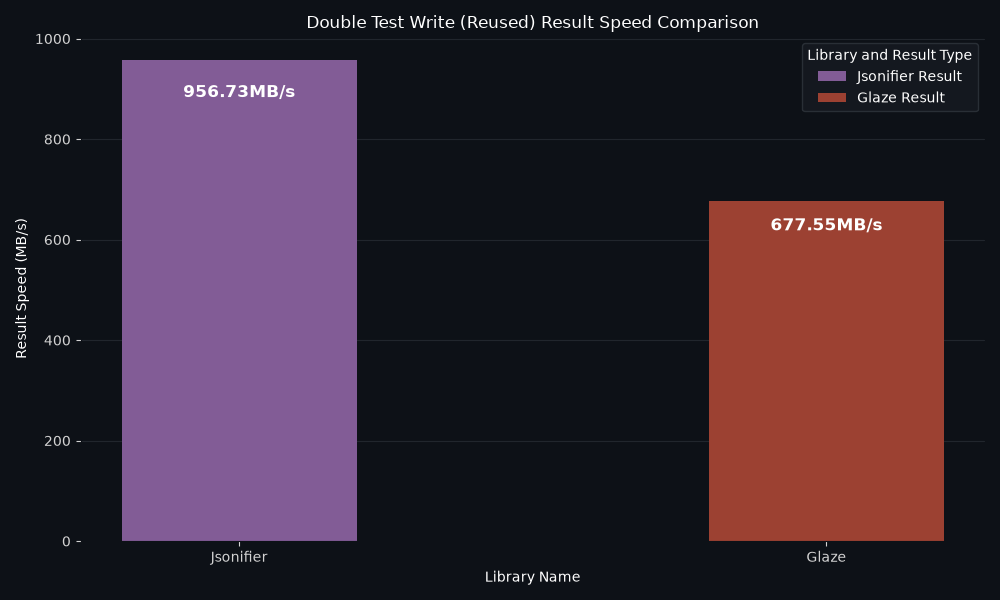 Double Test Write (Reused) Result Speed Comparison
Library and Result Type
Jsonifier Result
Glaze Result
956.73MB/s
677.55MB/s
Result Speed (MB/s)
1000
800
600
400
200
0
Jsonifier
Glaze
Library Name